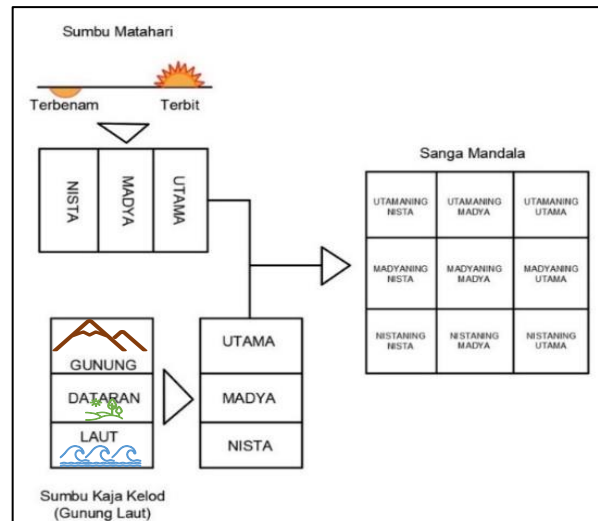 Sumbu Matahari
Terbenam Terbit
NISTA MADYA UTAMA
Sanga Mandala
UTAMANING NISTA
UTAMANING MADYA
UTAMANING UTAMA
MADYANING NISTA
MADYANING MADYA
MADYANING UTAMA
NISTANING NISTA
NISTANING MADYA
NISTANING UTAMA
GUNUNG
DATARAN
LAUT
UTAMA
MADYA
NISTA
Sumbu Kaja Kelod
(Gunung Laut)